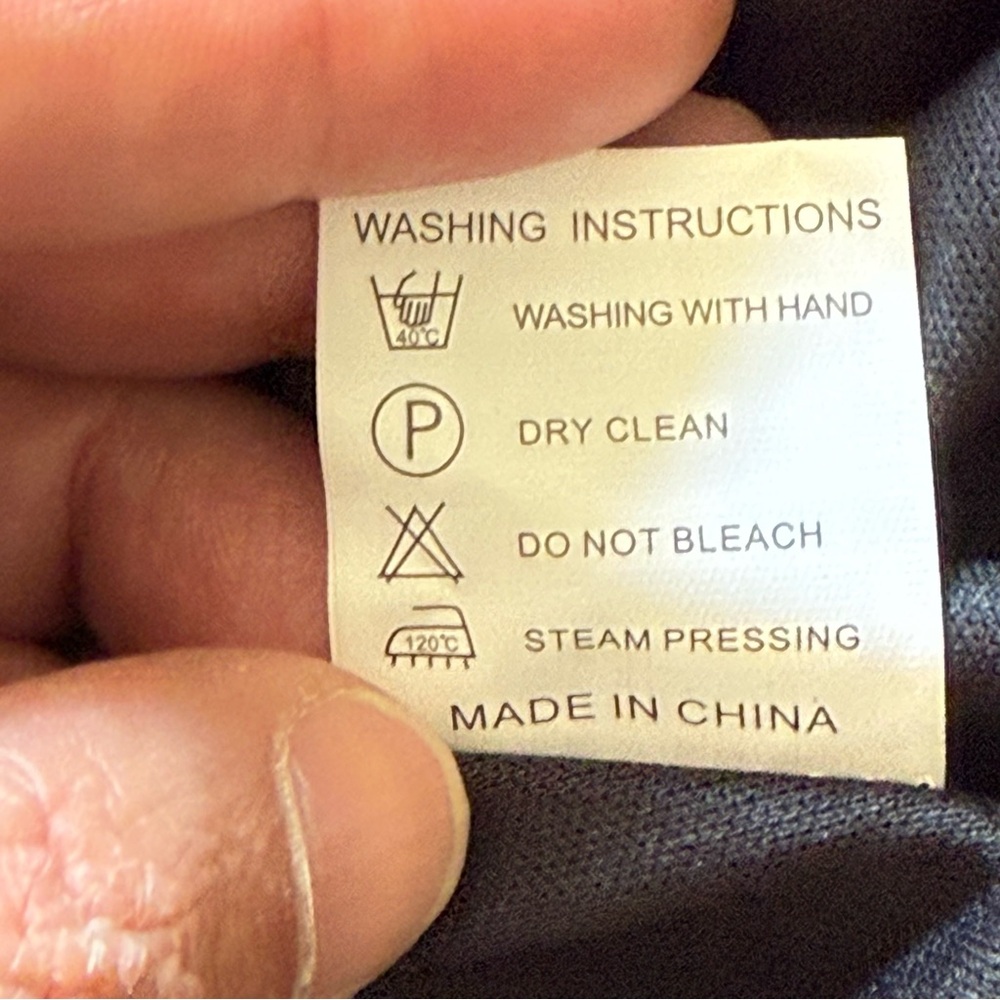 WASHING INSTRUCTIONS
40°C WASHING WITH HAND
P DRY CLEAN
DO NOT BLEACH
120°C STEAM PRESSING
MADE IN CHINA